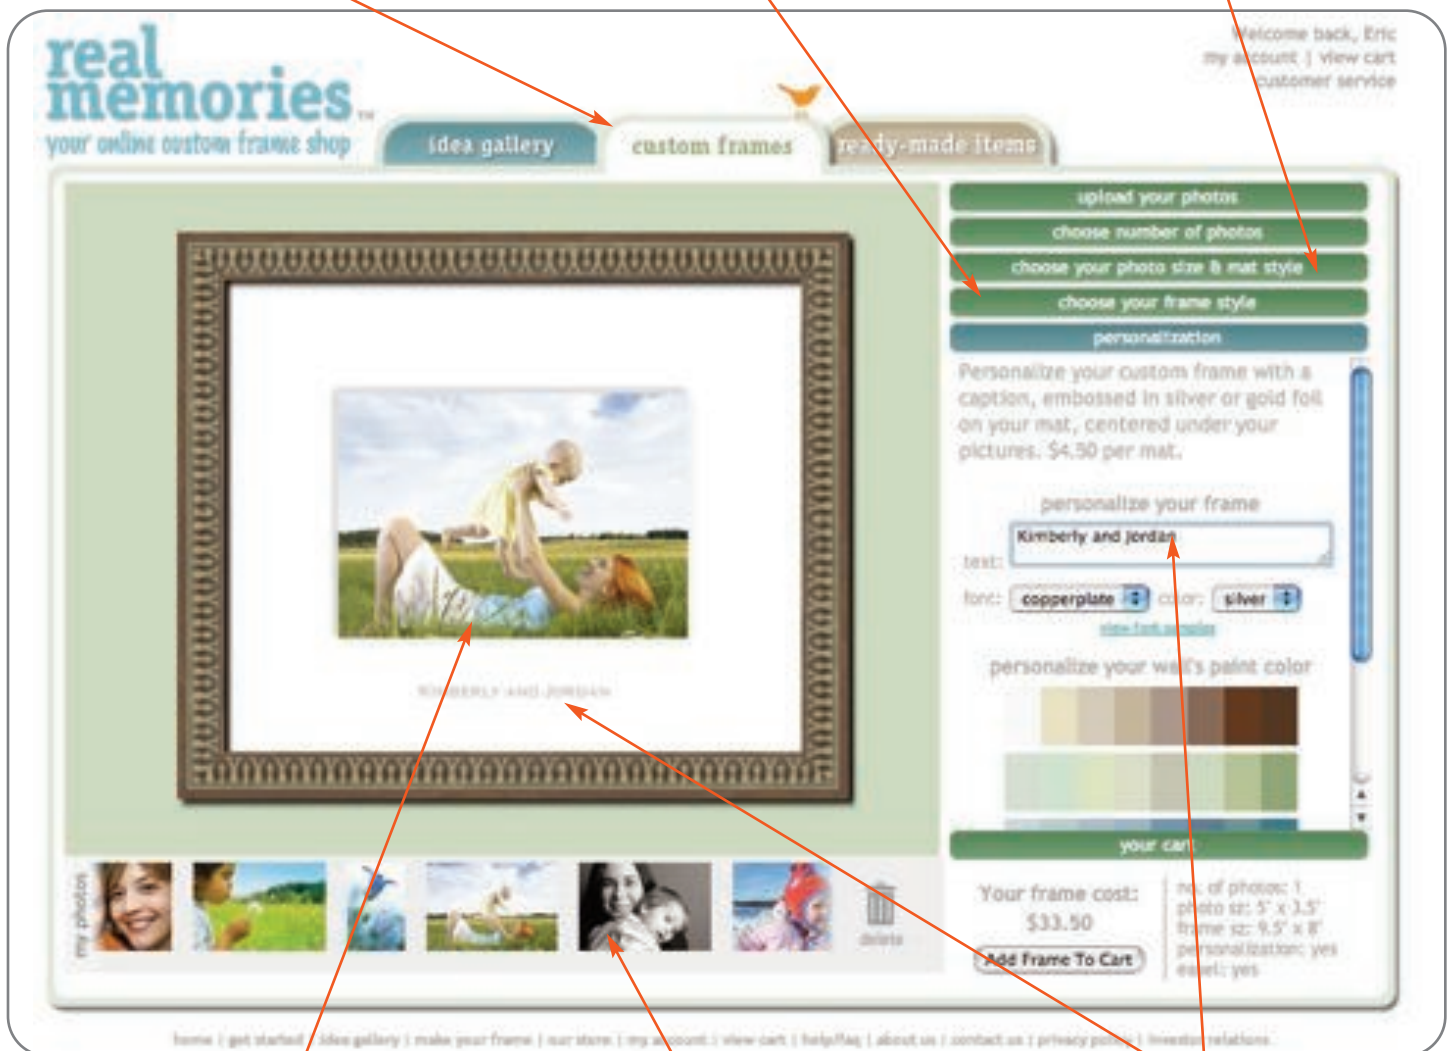 real
memories™
your online custom frame shop
Welcome back, Eric
my account | view cart
customer service
idea gallery
custom frames
ready-made items
upload your photos
choose number of photos
choose your photo size & mat style
choose your frame style
personalization
Personalize your custom frame with a
caption, embossed in silver or gold foil
on your mat, centered under your
pictures. $4.50 per mat.
personalize your frame
text: Kimberly and Jordan
font: copperplate color: silver
view font samples
personalize your wall's paint color
KIMBERLY AND JORDAN
my photos
delete
your cart
Your frame cost:
$33.50
Add Frame To Cart
no. of photos: 1
photo sz: 5" x 3.5"
frame sz: 9.5" x 8"
personalization: yes
easel: yes
home | get started | idea gallery | make your frame | our store | my account | view cart | help/faq | about us | contact us | privacy policy | investor relations